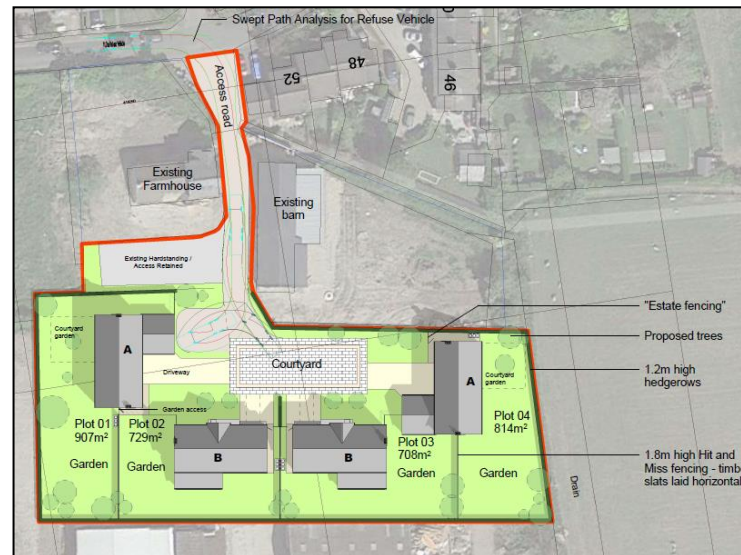 Swept Path Analysis for Refuse Vehicle
Access road
52
48
46
Existing
Farmhouse
Existing
barn
Existing Hardstanding /
Access Retained
"Estate fencing"
Proposed trees
1.2m high
hedgerows
Courtyard
garden
A
Driveway
Courtyard
A
Courtyard
garden
Garden access
Plot 01
907m²
Plot 02
729m²
Plot 03
708m²
Plot 04
814m²
Garden
Garden
B
B
Garden
Garden
1.8m high Hit and
Miss fencing - timb
slats laid horizontal
Drain